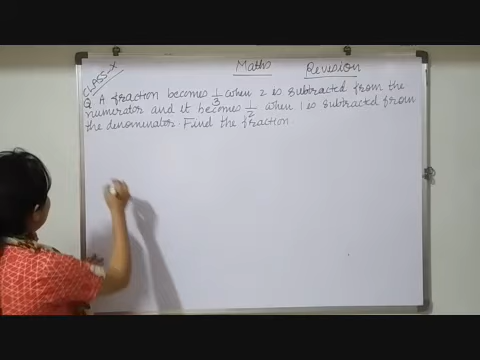 CLASS-X
Maths Revision
Q A fraction becomes 1/3 when 2 is subtracted from the
numerator and it becomes 1/2 when 1 is subtracted from
the denominator. Find the fraction.